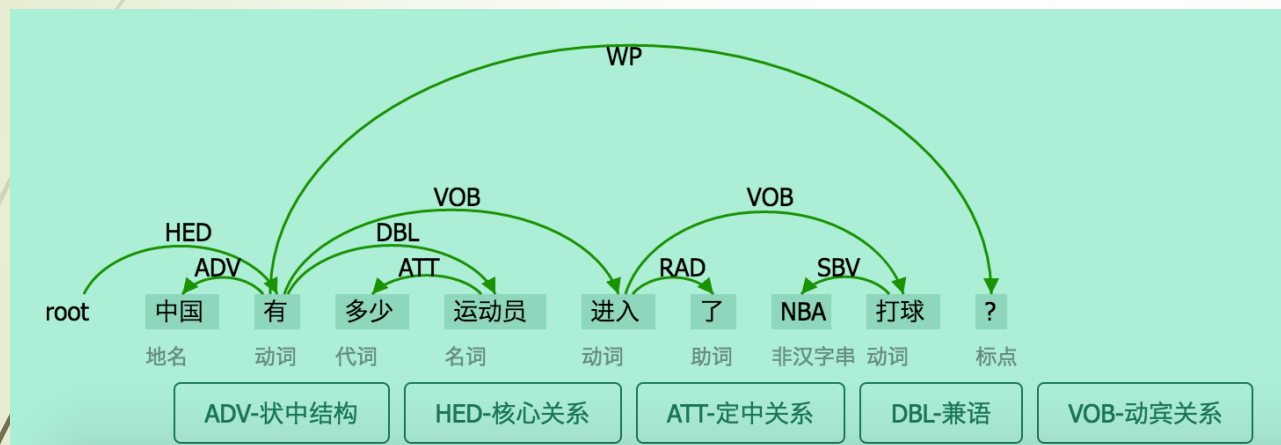 WP
VOB VOB
HED DBL
ADV ATT RAD SBV
root 中国 有 多少 运动员 进入 了 NBA 打球 ?
地名 动词 代词 名词 动词 助词 非汉字串 动词 标点
ADV-状中结构 HED-核心关系 ATT-定中关系 DBL-兼语 VOB-动宾关系